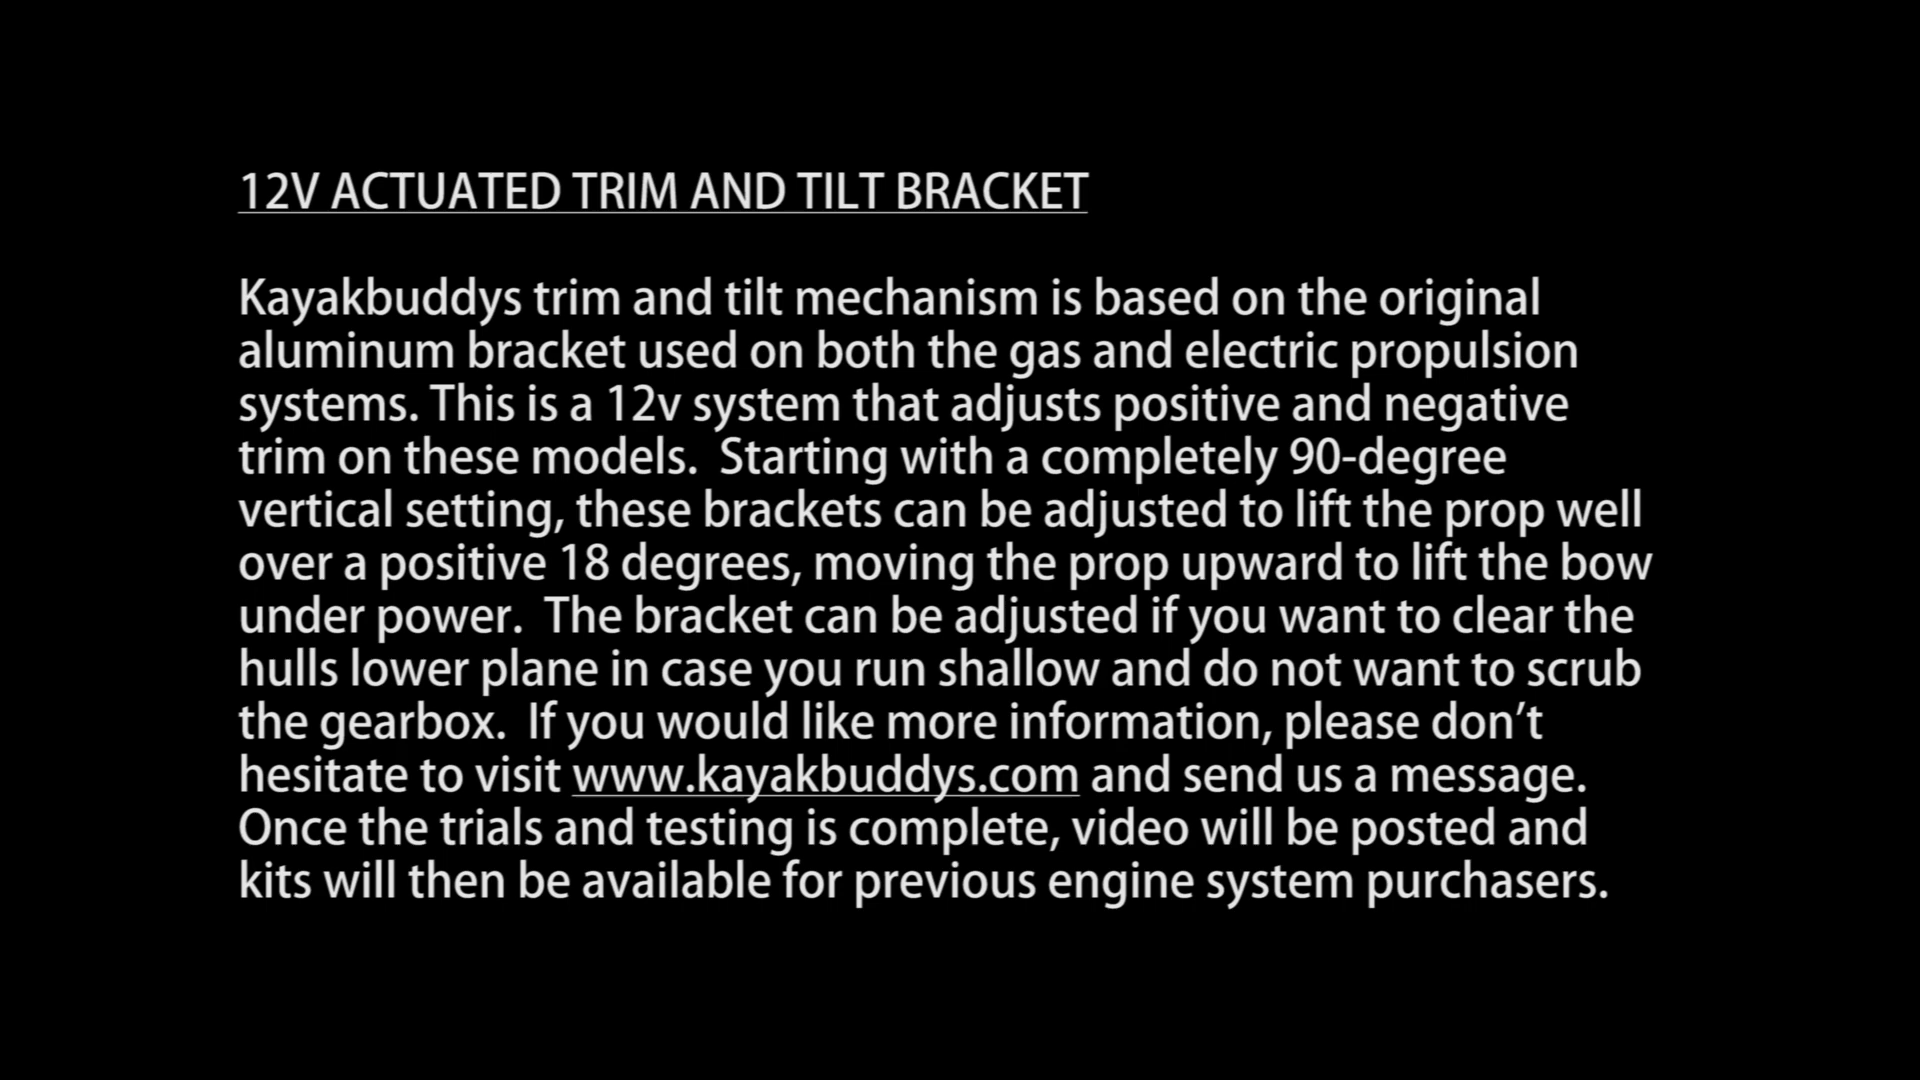 12V ACTUATED TRIM AND TILT BRACKET
Kayakbuddys trim and tilt mechanism is based on the original
aluminum bracket used on both the gas and electric propulsion
systems. This is a 12v system that adjusts positive and negative
trim on these models.  Starting with a completely 90-degree
vertical setting, these brackets can be adjusted to lift the prop well
over a positive 18 degrees, moving the prop upward to lift the bow
under power.  The bracket can be adjusted if you want to clear the
hulls lower plane in case you run shallow and do not want to scrub
the gearbox.  If you would like more information, please don’t
hesitate to visit www.kayakbuddys.com and send us a message.
Once the trials and testing is complete, video will be posted and
kits will then be available for previous engine system purchasers.